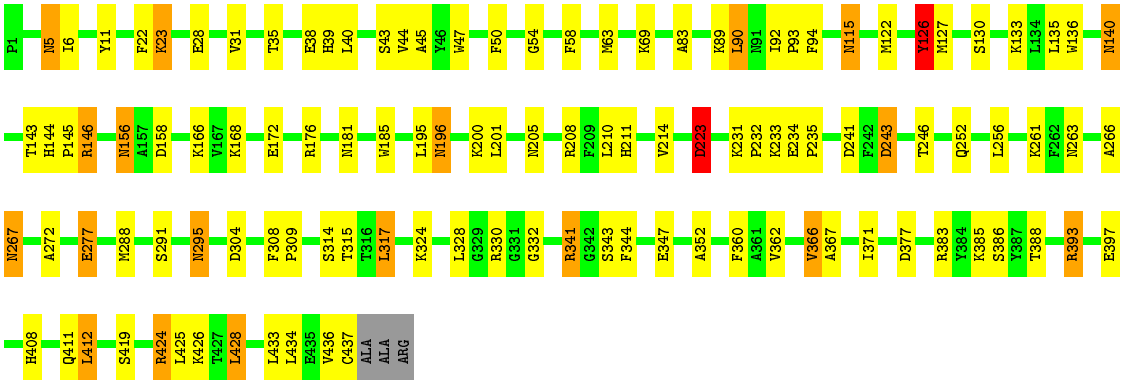 P1 N5 I6 Y11 F22 K23 E28 V31 T35 E38 H39 L40 S43 V44 A45 Y46 W47 F50 G54 F58 M63 K69 A83 K89 L90 N91 I92 P93 F94 N115 M122 Y126 M127 S130 K133 L134 L135 W136 N140
T143 H144 P145 R146 N156 A157 D158 K166 V167 K168 E172 R176 N181 W185 L195 N196 K200 L201 N205 R208 F209 L210 H211 V214 D223 K231 P232 K233 E234 P235 D241 F242 D243 T246 Q252 L256 K261 F262 N263 A266
N267 A272 E277 M288 S291 N295 D304 F308 P309 S314 T315 T316 L317 K324 L328 G329 R330 G331 G332 R341 G342 S343 F344 E347 A352 F360 A361 V362 V366 A367 I371 D377 R383 Y384 K385 S386 Y387 T388 R393 E397
H408 Q411 L412 S419 R424 L425 K426 T427 L428 L433 L434 E435 V436 C437 ALA ALA ARG